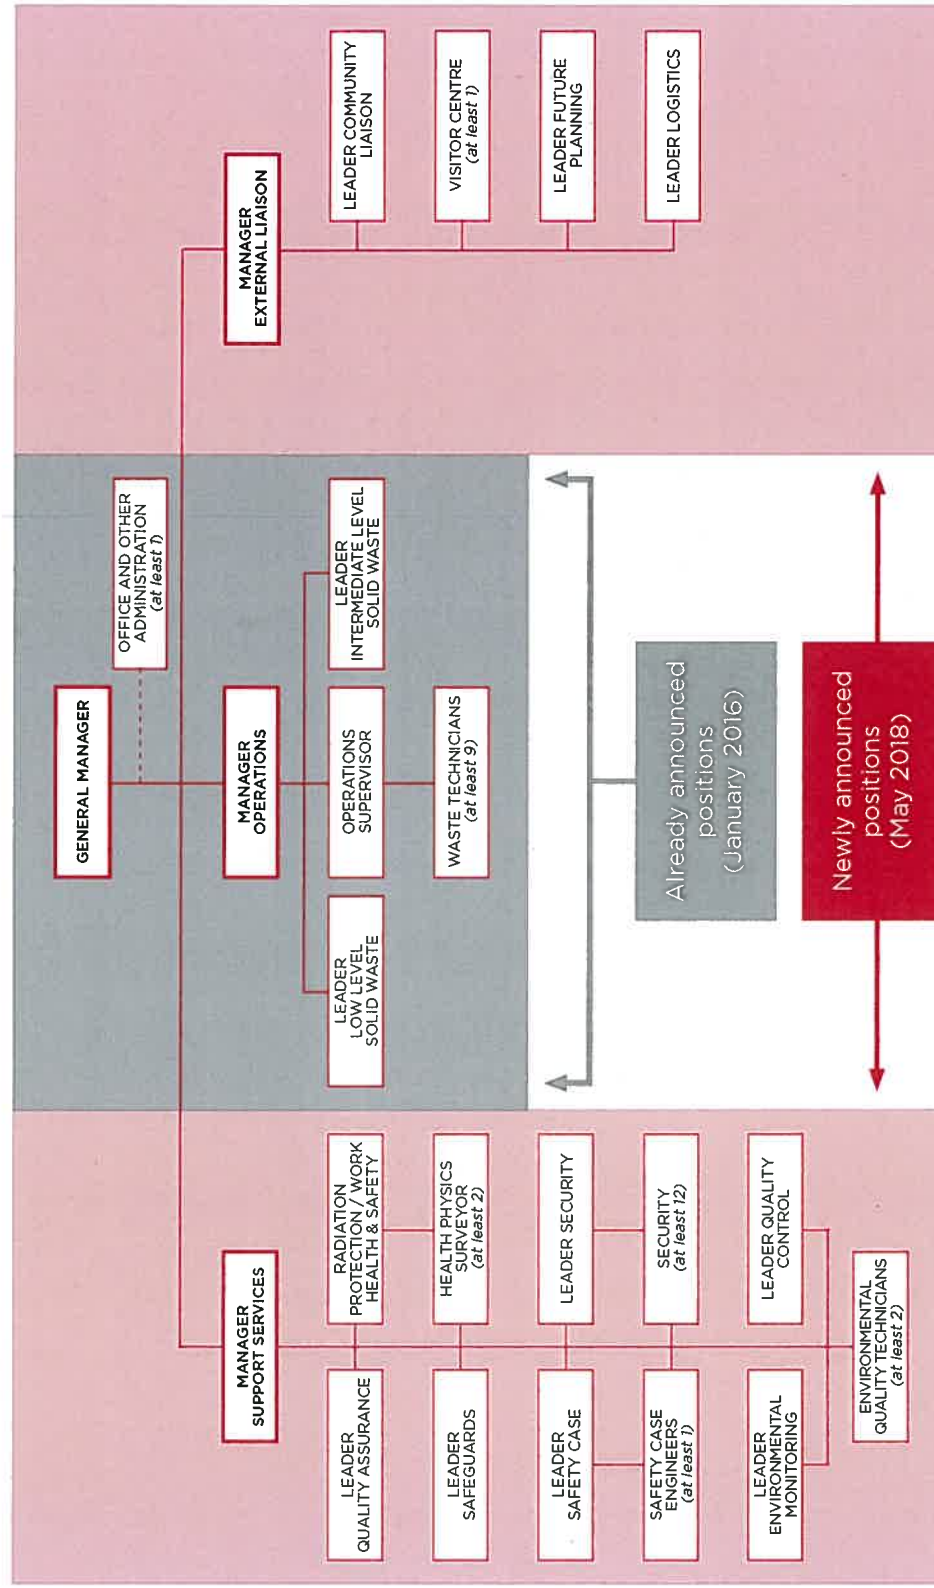 GENERAL MANAGER
OFFICE AND OTHER
ADMINISTRATION
(at least 1)
MANAGER
SUPPORT SERVICES
MANAGER
OPERATIONS
MANAGER
EXTERNAL LIAISON
LEADER
QUALITY ASSURANCE
RADIATION
PROTECTION / WORK
HEALTH & SAFETY
LEADER
SAFEGUARDS
HEALTH PHYSICS
SURVEYOR
(at least 2)
LEADER
SAFETY CASE
LEADER SECURITY
SAFETY CASE
ENGINEERS
(at least 1)
SECURITY
(at least 12)
LEADER
ENVIRONMENTAL
MONITORING
LEADER QUALITY
CONTROL
ENVIRONMENTAL
QUALITY TECHNICIANS
(at least 2)
LEADER
LOW LEVEL
SOLID WASTE
OPERATIONS
SUPERVISOR
LEADER
INTERMEDIATE LEVEL
SOLID WASTE
WASTE TECHNICIANS
(at least 9)
LEADER COMMUNITY
LIAISON
VISITOR CENTRE
(at least 1)
LEADER FUTURE
PLANNING
LEADER LOGISTICS
Already announced
positions
(January 2016)
Newly announced
positions
(May 2018)